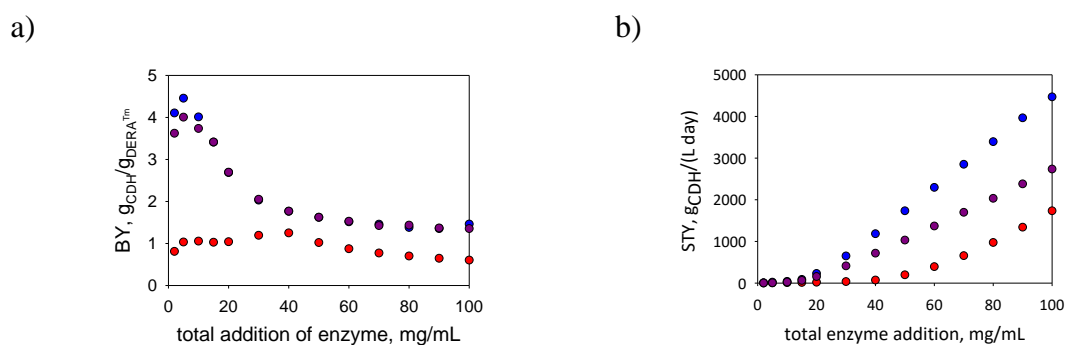 a)
b)
5
4
3
2
1
0
BY, gCDH/gDERATm
0 20 40 60 80 100
total addition of enzyme, mg/mL
5000
4000
3000
2000
1000
0
STY, gCDH/(L day)
0 20 40 60 80 100
total enzyme addition, mg/mL